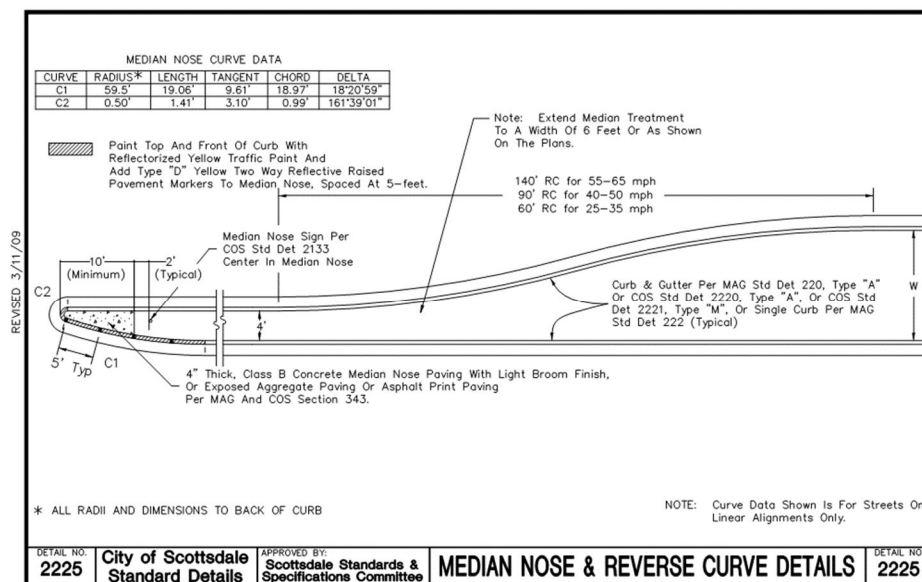 MEDIAN NOSE CURVE DATA
CURVE RADIUS* LENGTH TANGENT CHORD DELTA
C1 59.5' 19.06' 9.61' 18.97' 18°20'59"
C2 0.50' 1.41' 3.10' 0.99' 161°39'01"
Paint Top And Front Of Curb With
Reflectorized Yellow Traffic Paint And
Add Type "D" Yellow Two Way Reflective Raised
Pavement Markers To Median Nose, Spaced At 5-feet.
Note: Extend Median Treatment
To A Width Of 6 Feet Or As Shown
On The Plans.
140' RC for 55-65 mph
90' RC for 40-50 mph
60' RC for 25-35 mph
REVISED 3/11/09
Median Nose Sign Per
COS Std Det 2133
Center In Median Nose
10'
(Minimum)
2'
(Typical)
C2
4'
W
Curb & Gutter Per MAG Std Det 220, Type "A"
Or COS Std Det 2220, Type "A", Or COS Std
Det 2221, Type "M", Or Single Curb Per MAG
Std Det 222 (Typical)
5' Typ
C1
4" Thick, Class B Concrete Median Nose Paving With Light Broom Finish,
Or Exposed Aggregate Paving Or Asphalt Print Paving
Per MAG And COS Section 343.
* ALL RADII AND DIMENSIONS TO BACK OF CURB
NOTE: Curve Data Shown Is For Streets On
Linear Alignments Only.
DETAIL NO.
2225
City of Scottsdale
Standard Details
APPROVED BY:
Scottsdale Standards &
Specifications Committee
MEDIAN NOSE & REVERSE CURVE DETAILS
DETAIL NO.
2225